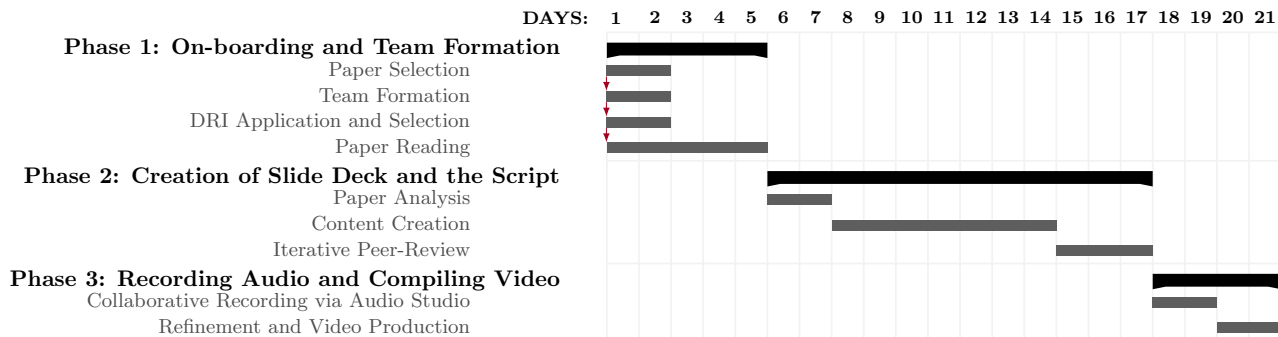 DAYS: 1 2 3 4 5 6 7 8 9 10 11 12 13 14 15 16 17 18 19 20 21
Phase 1: On-boarding and Team Formation
Paper Selection
Team Formation
DRI Application and Selection
Paper Reading
Phase 2: Creation of Slide Deck and the Script
Paper Analysis
Content Creation
Iterative Peer-Review
Phase 3: Recording Audio and Compiling Video
Collaborative Recording via Audio Studio
Refinement and Video Production